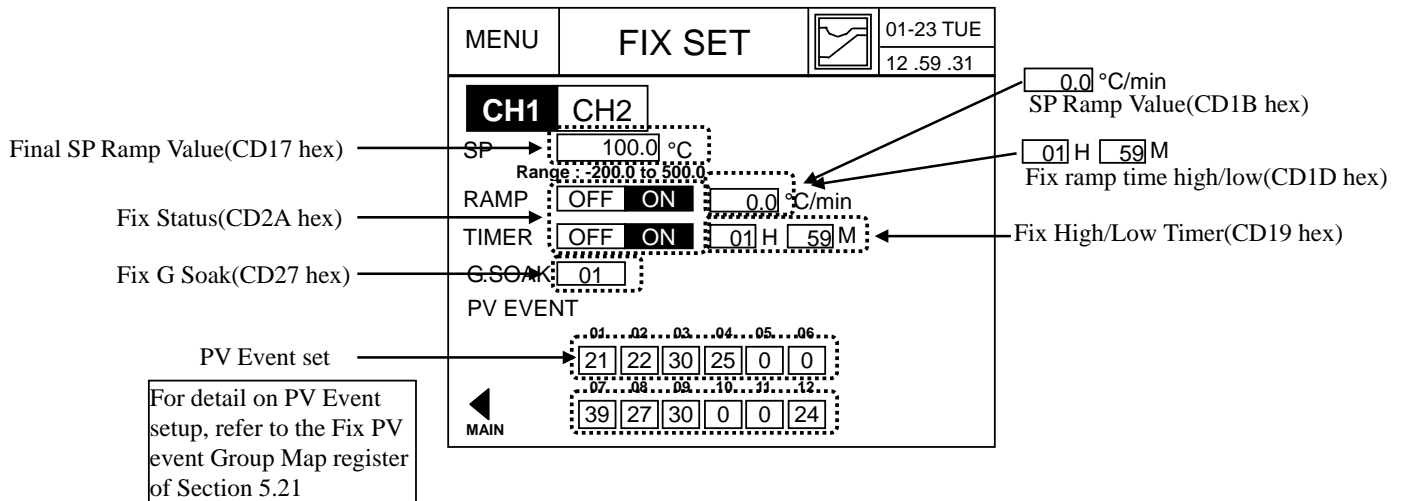 MENU
FIX SET
01-23 TUE
12 .59 .31
CH1
CH2
SP
100.0 °C
Range : -200.0 to 500.0
RAMP
OFF ON
0.0 °C/min
TIMER
OFF ON
01 H 59 M
G.SOAK
01
PV EVENT
01 02 03 04 05 06
21 22 30 25 0 0
07 08 09 10 11 12
39 27 30 0 0 24
MAIN
Final SP Ramp Value(CD17 hex)
Fix Status(CD2A hex)
Fix G Soak(CD27 hex)
PV Event set
For detail on PV Event
setup, refer to the Fix PV
event Group Map register
of Section 5.21
0.0 °C/min
SP Ramp Value(CD1B hex)
01 H 59 M
Fix ramp time high/low(CD1D hex)
Fix High/Low Timer(CD19 hex)